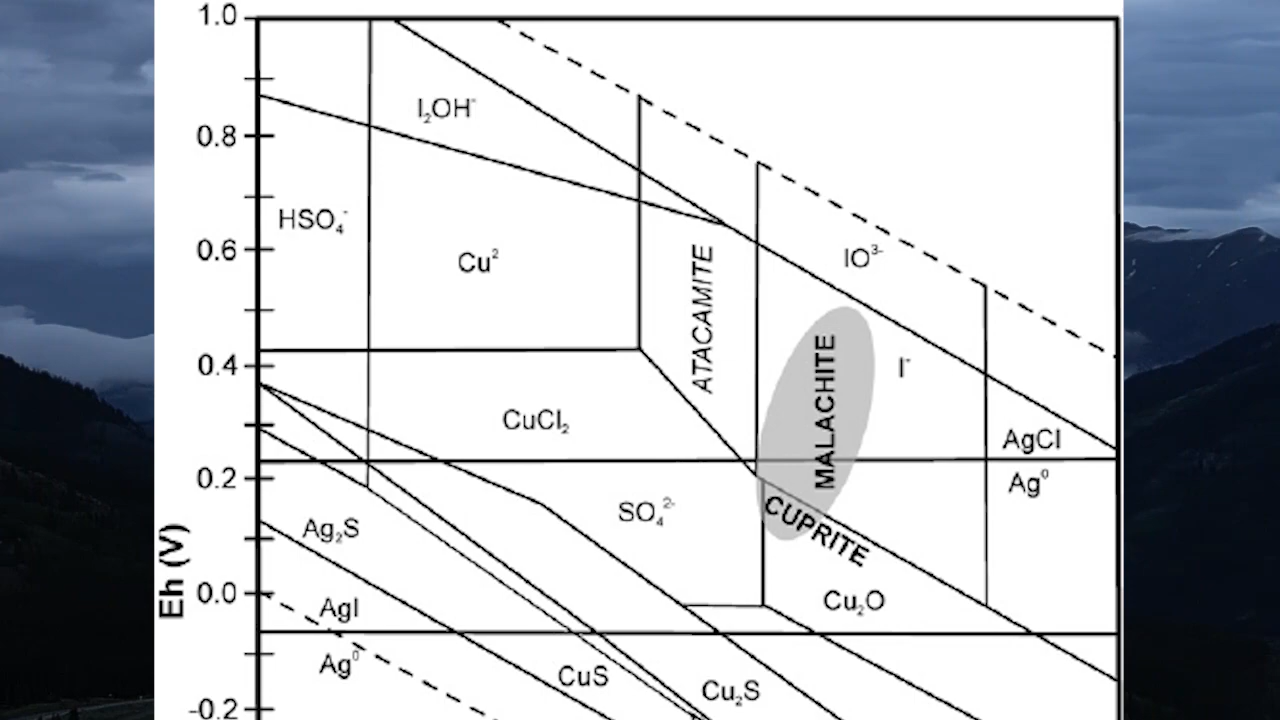 1.0
I₂OH⁻
0.8
HSO₄⁻
Cu²
ATACAMITE
0.6
IO³⁻
MALACHITE
0.4
I⁻
CuCl₂
AgCl
0.2
Ag⁰
SO₄²⁻
CUPRITE
Ag₂S
Eh (V)
0.0
AgI
Cu₂O
Ag⁰
CuS
Cu₂S
-0.2